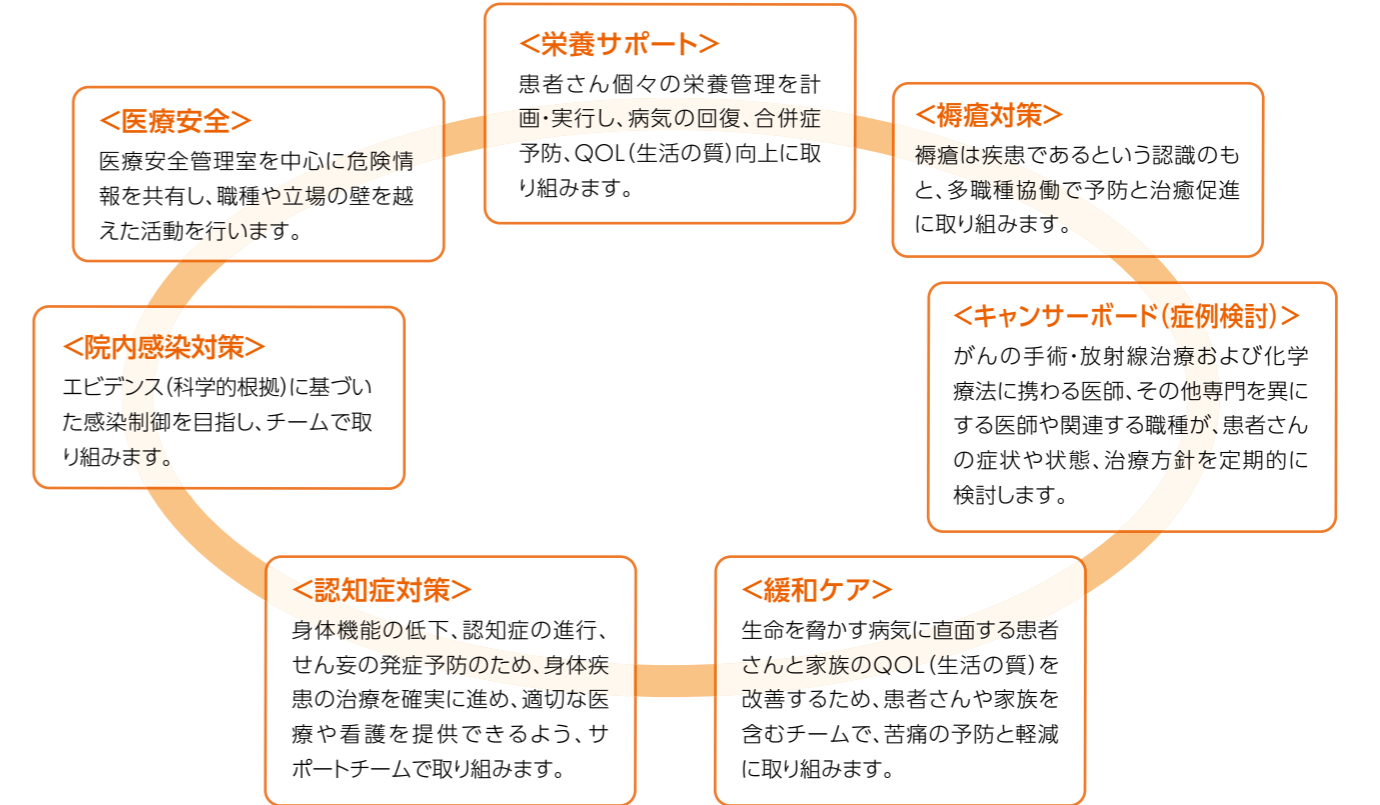 <栄養サポート>
患者さん個々の栄養管理を計
画・実行し、病気の回復、合併症
予防、QOL(生活の質)向上に取
り組みます。
<医療安全>
医療安全管理室を中心に危険情
報を共有し、職種や立場の壁を越
えた活動を行います。
<褥瘡対策>
褥瘡は疾患であるという認識のも
と、多職種協働で予防と治癒促進
に取り組みます。
<院内感染対策>
エビデンス(科学的根拠)に基づい
た感染制御を目指し、チームで取
り組みます。
<キャンサーボード(症例検討)>
がんの手術・放射線治療および化学
療法に携わる医師、その他専門を異に
する医師や関連する職種が、患者さん
の症状や状態、治療方針を定期的に
検討します。
<認知症対策>
身体機能の低下、認知症の進行、
せん妄の発症予防のため、身体疾
患の治療を確実に進め、適切な医
療や看護を提供できるよう、サ
ポートチームで取り組みます。
<緩和ケア>
生命を脅かす病気に直面する患者
さんと家族のQOL(生活の質)を
改善するため、患者さんや家族を
含むチームで、苦痛の予防と軽減
に取り組みます。